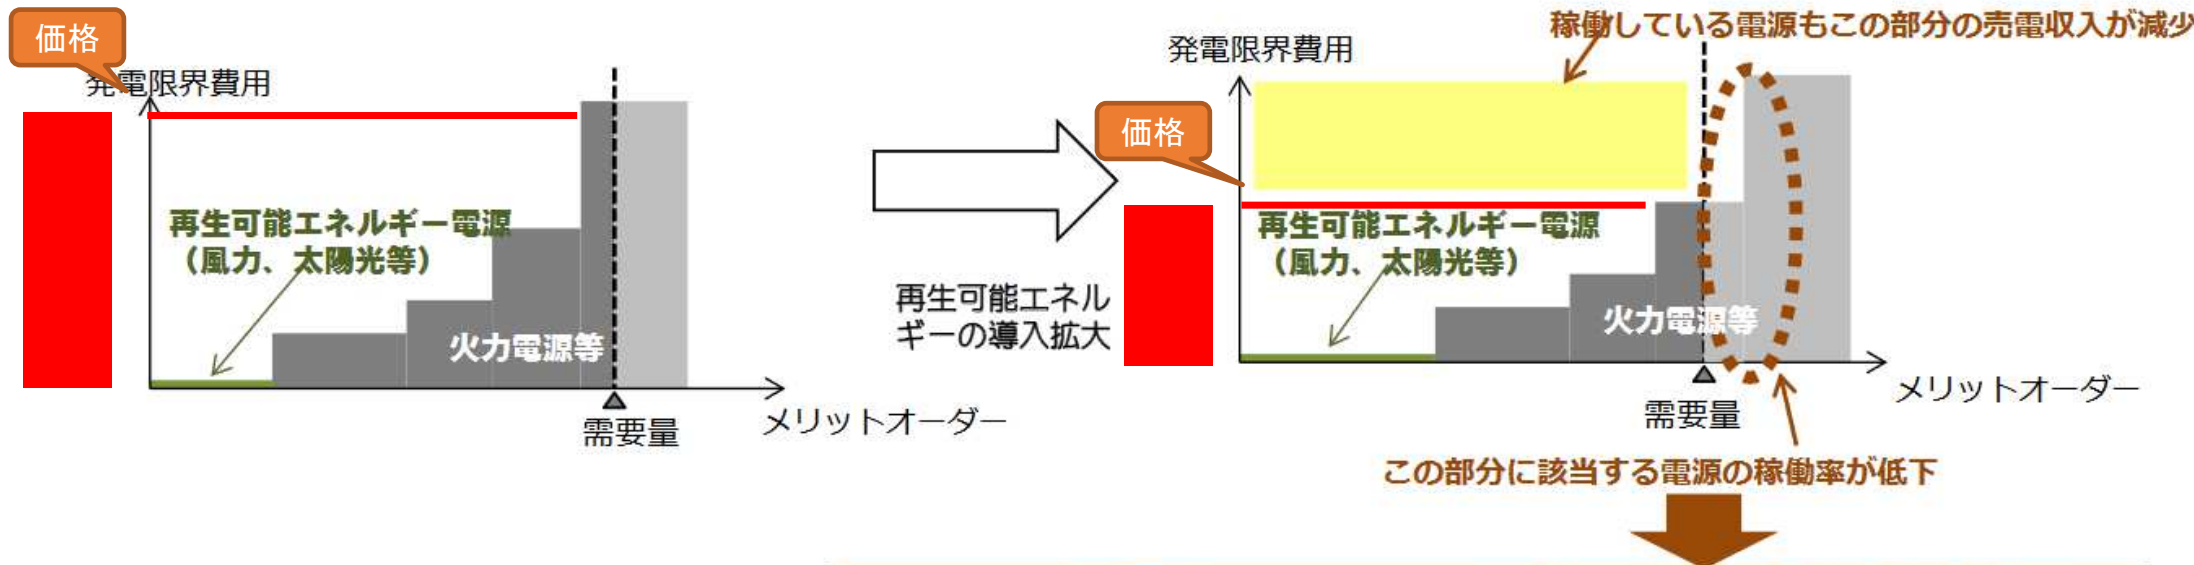 価格
発電限界費用
再生可能エネルギー電源
（風力、太陽光等）
火力電源等
需要量
メリットオーダー
再生可能エネル
ギーの導入拡大
稼働している電源もこの部分の売電収入が減少
発電限界費用
価格
再生可能エネルギー電源
（風力、太陽光等）
火力電源等
需要量
メリットオーダー
この部分に該当する電源の稼働率が低下